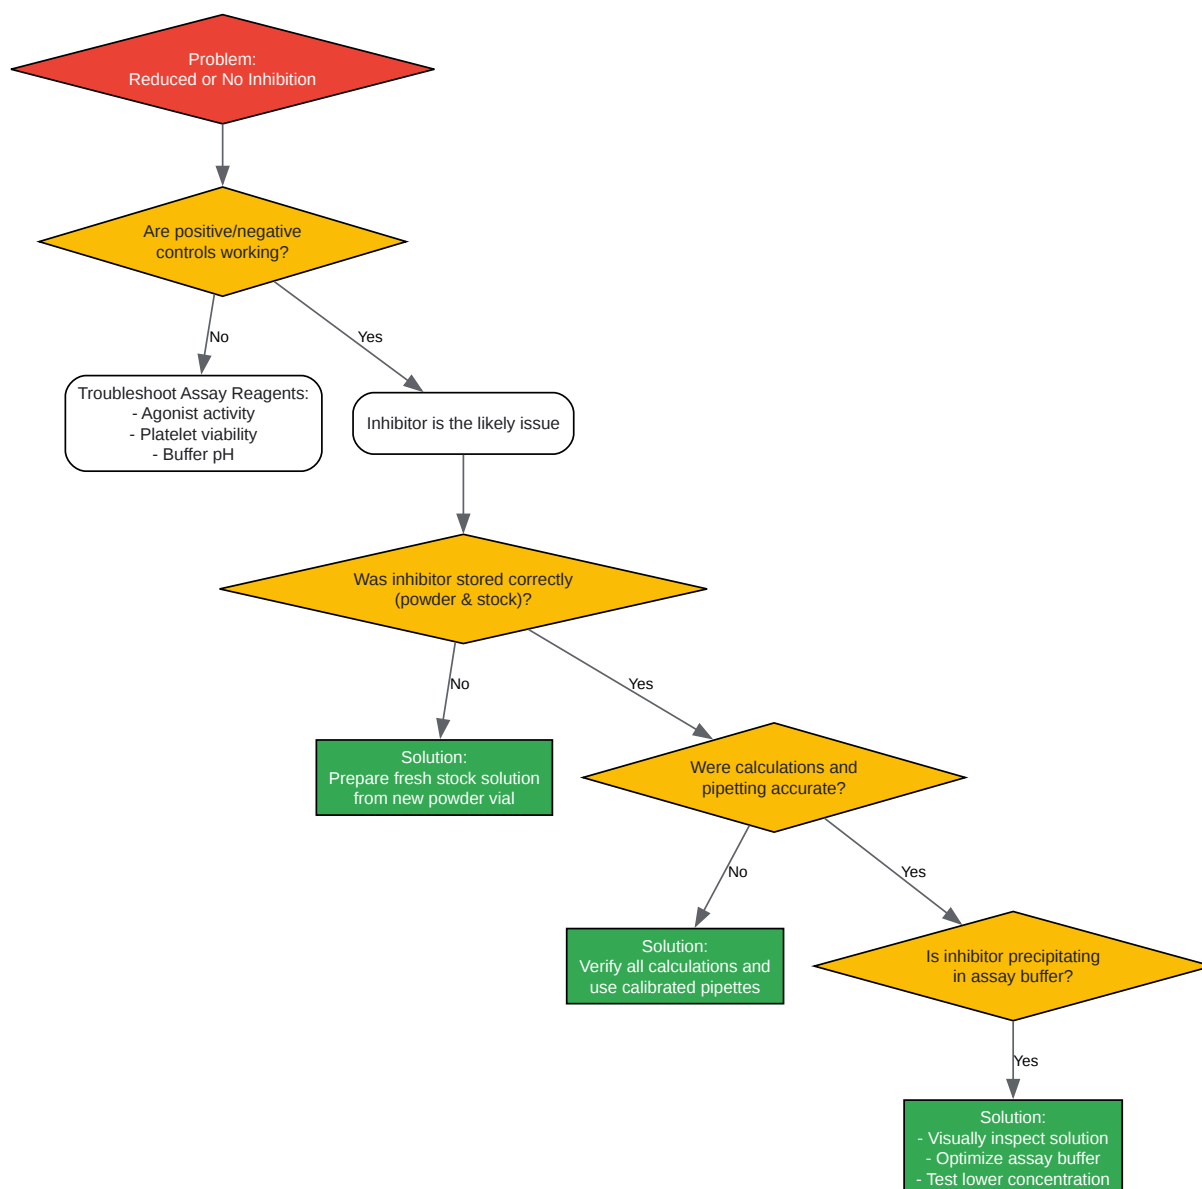 Problem:
Reduced or No Inhibition
Are positive/negative
controls working?
No
Yes
Troubleshoot Assay Reagents:
- Agonist activity
- Platelet viability
- Buffer pH
Inhibitor is the likely issue
Was inhibitor stored correctly
(powder & stock)?
No
Yes
Solution:
Prepare fresh stock solution
from new powder vial
Were calculations and
pipetting accurate?
No
Yes
Solution:
Verify all calculations and
use calibrated pipettes
Is inhibitor precipitating
in assay buffer?
Yes
Solution:
- Visually inspect solution
- Optimize assay buffer
- Test lower concentration